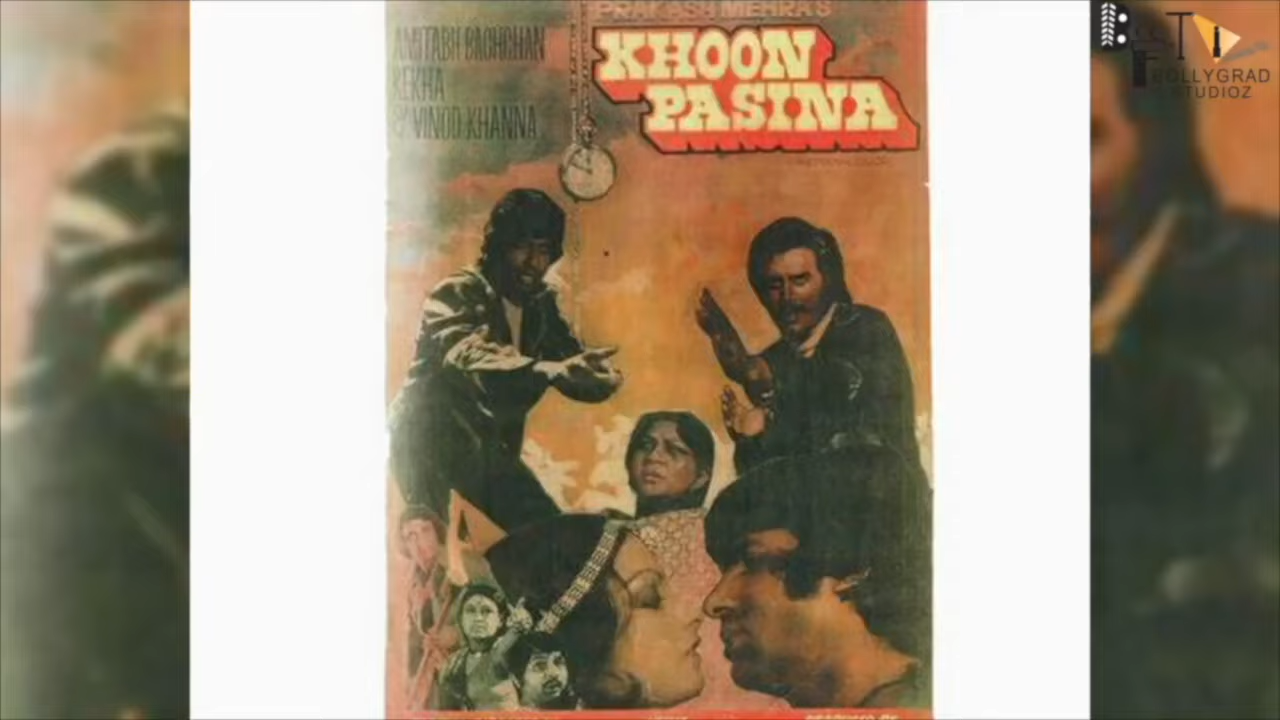 PRAKASH MEHRA'S
AMITABH BACHCHAN
REKHA
& VINOD KHANNA
KHOON
PASINA
BOLLYGRAD
STUDIOZ